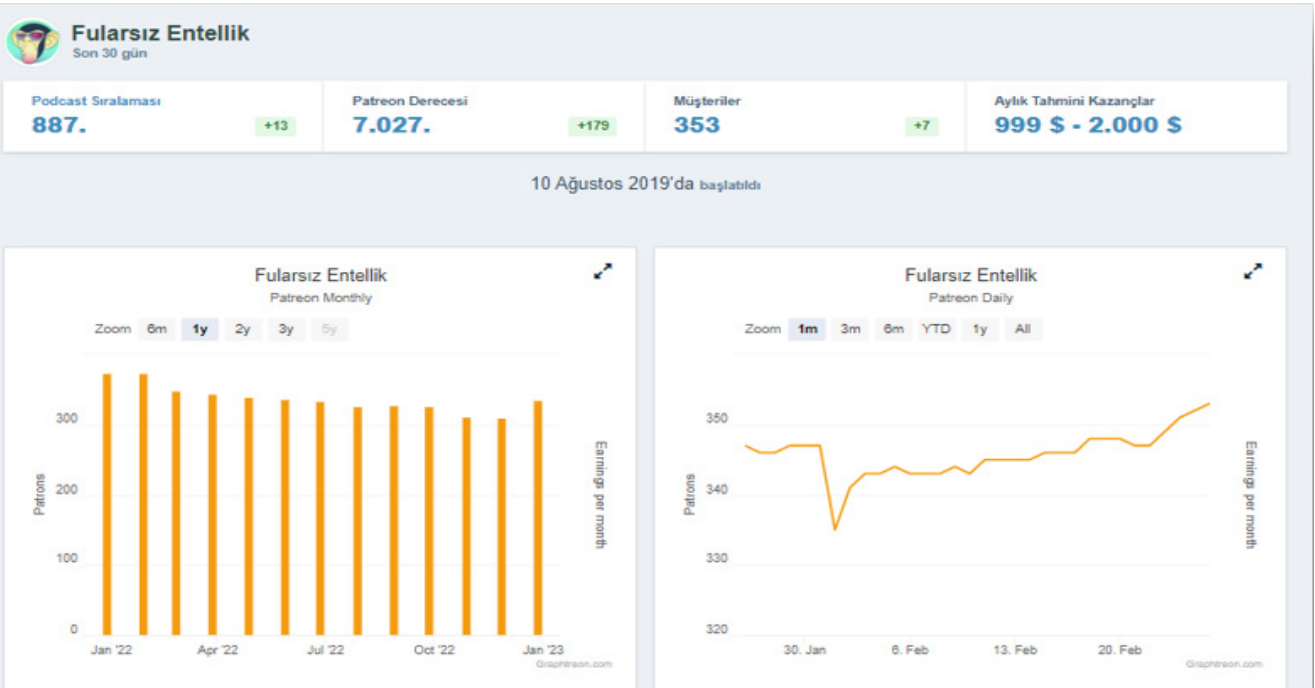 Fularsız Entellik
Son 30 gün
Podcast Sıralaması
887.
+13
Patreon Derecesi
7.027.
+179
Müşteriler
353
+7
Aylık Tahmini Kazançlar
999 $ - 2.000 $
10 Ağustos 2019'da başlatıldı
Fularsız Entellik
Patreon Monthly
Zoom 6m 1y 2y 3y 5y
300
200
100
0
Patrons
Earnings per month
Jan '22 Apr '22 Jul '22 Oct '22 Jan '23
Graphtreon.com
Fularsız Entellik
Patreon Daily
Zoom 1m 3m 6m YTD 1y All
350
340
330
320
Patrons
Earnings per month
30. Jan 6. Feb 13. Feb 20. Feb
Graphtreon.com